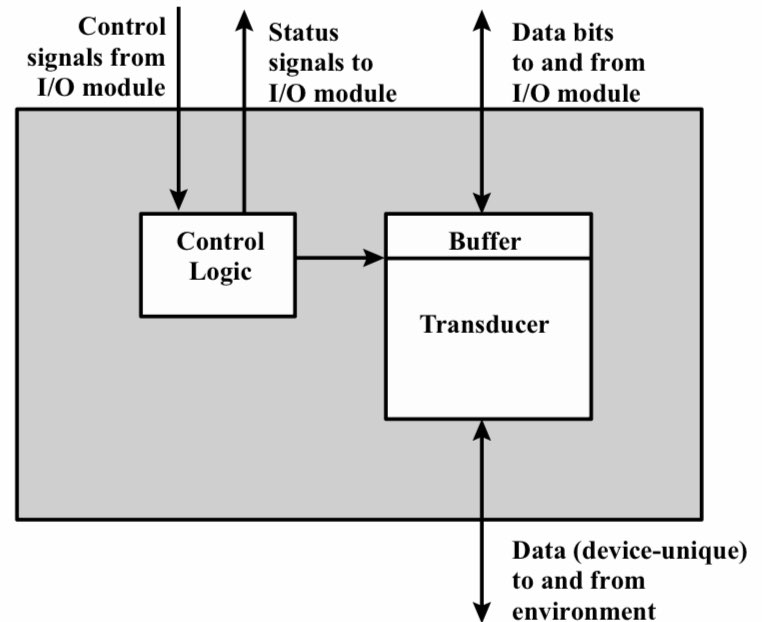 Control
signals from
I/O module
Status
signals to
I/O module
Data bits
to and from
I/O module
Control
Logic
Buffer
Transducer
Data (device-unique)
to and from
environment